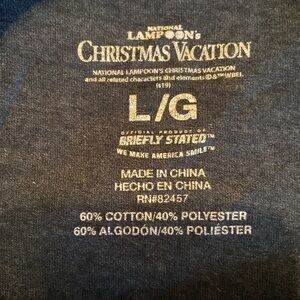 NATIONAL
LAMPOON's
CHRISTMAS VACATION
NATIONAL LAMPOON'S CHRISTMAS VACATION
and all related characters and elements © & ™ WBEI.
(s19)
L/G
OFFICIAL PRODUCT OF
BRIEFLY STATED™
WE MAKE AMERICA SMILE™
MADE IN CHINA
HECHO EN CHINA
RN#82457
60% COTTON/40% POLYESTER
60% ALGODÓN/40% POLIÉSTER